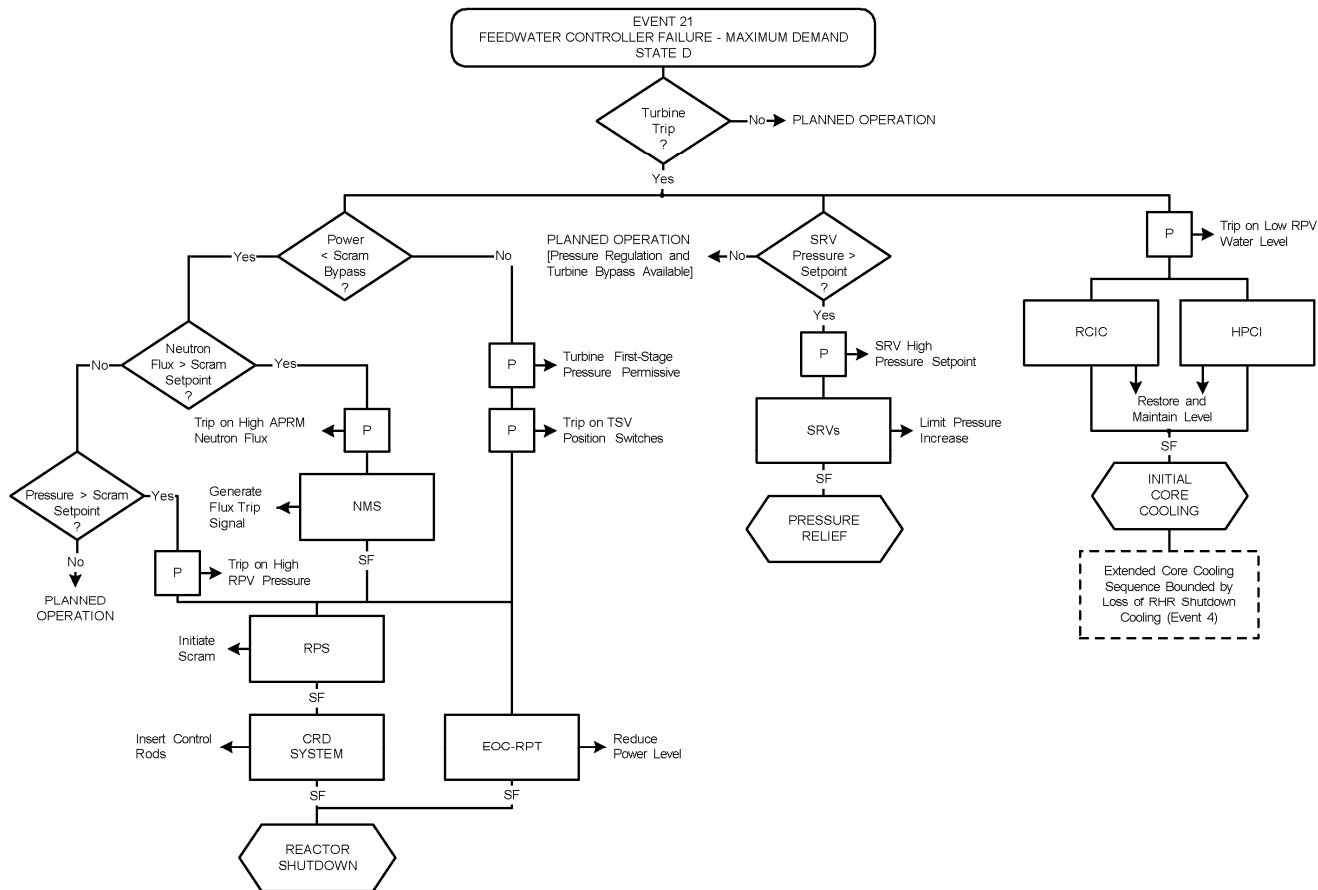 EVENT 21
FEEDWATER CONTROLLER FAILURE - MAXIMUM DEMAND
STATE D
Turbine
Trip
?
No
PLANNED OPERATION
Yes
Power
< Scram
Bypass
?
Yes
No
PLANNED OPERATION
[Pressure Regulation and
Turbine Bypass Available]
No
SRV
Pressure >
Setpoint
?
Yes
P
Trip on Low RPV
Water Level
RCIC
HPCI
Restore and
Maintain Level
SF
INITIAL
CORE
COOLING
Extended Core Cooling
Sequence Bounded by
Loss of RHR Shutdown
Cooling (Event 4)
P
SRV High
Pressure Setpoint
SRVs
Limit Pressure
Increase
SF
PRESSURE
RELIEF
Neutron
Flux > Scram
Setpoint
?
No
Yes
P
Turbine First-Stage
Pressure Permissive
P
Trip on TSV
Position Switches
Trip on High APRM
Neutron Flux
P
Generate
Flux Trip
Signal
NMS
SF
Pressure > Scram
Setpoint
?
Yes
No
PLANNED
OPERATION
P
Trip on High
RPV Pressure
Initiate
Scram
RPS
SF
Insert Control
Rods
CRD
SYSTEM
SF
EOC-RPT
Reduce
Power Level
SF
REACTOR
SHUTDOWN